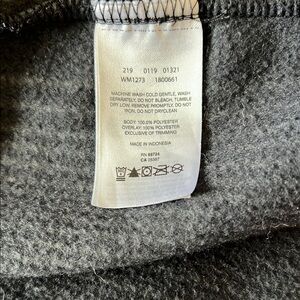 219 0119 01321
WM1273 1800661
MACHINE WASH COLD GENTLE, WASH
SEPARATELY, DO NOT BLEACH, TUMBLE
DRY LOW, REMOVE PROMPTLY, DO NOT
IRON, DO NOT DRYCLEAN
BODY: 100.0% POLYESTER
OVERLAY: 100% POLYESTER
EXCLUSIVE OF TRIMMING
MADE IN INDONESIA
RN
CA